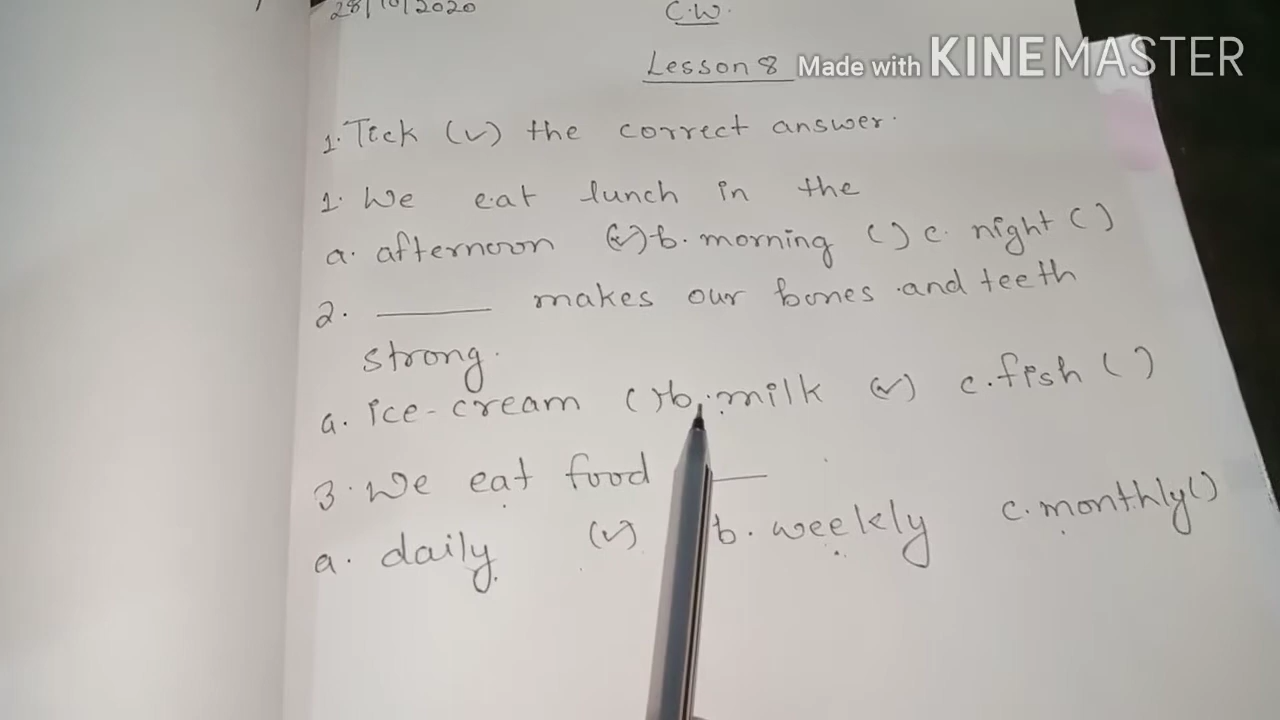 28/10/2020 C.W.
Lesson 8 Made with KINEMASTER
1. Tick (✓) the correct answer.
1. We eat lunch in the
a. afternoon (✓) b. morning ( ) c. night ( )
2. ______ makes our bones and teeth
strong.
a. ice-cream ( ) b. milk (✓) c. fish ( )
3. We eat food ____
a. daily (✓) b. weekly c. monthly ( )